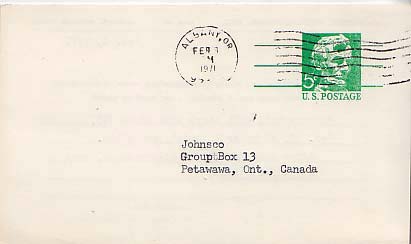 ALBANY, OR
FEB
1971
5¢
U.S. POSTAGE
Johnsco
Group Box 13
Petawawa, Ont., Canada